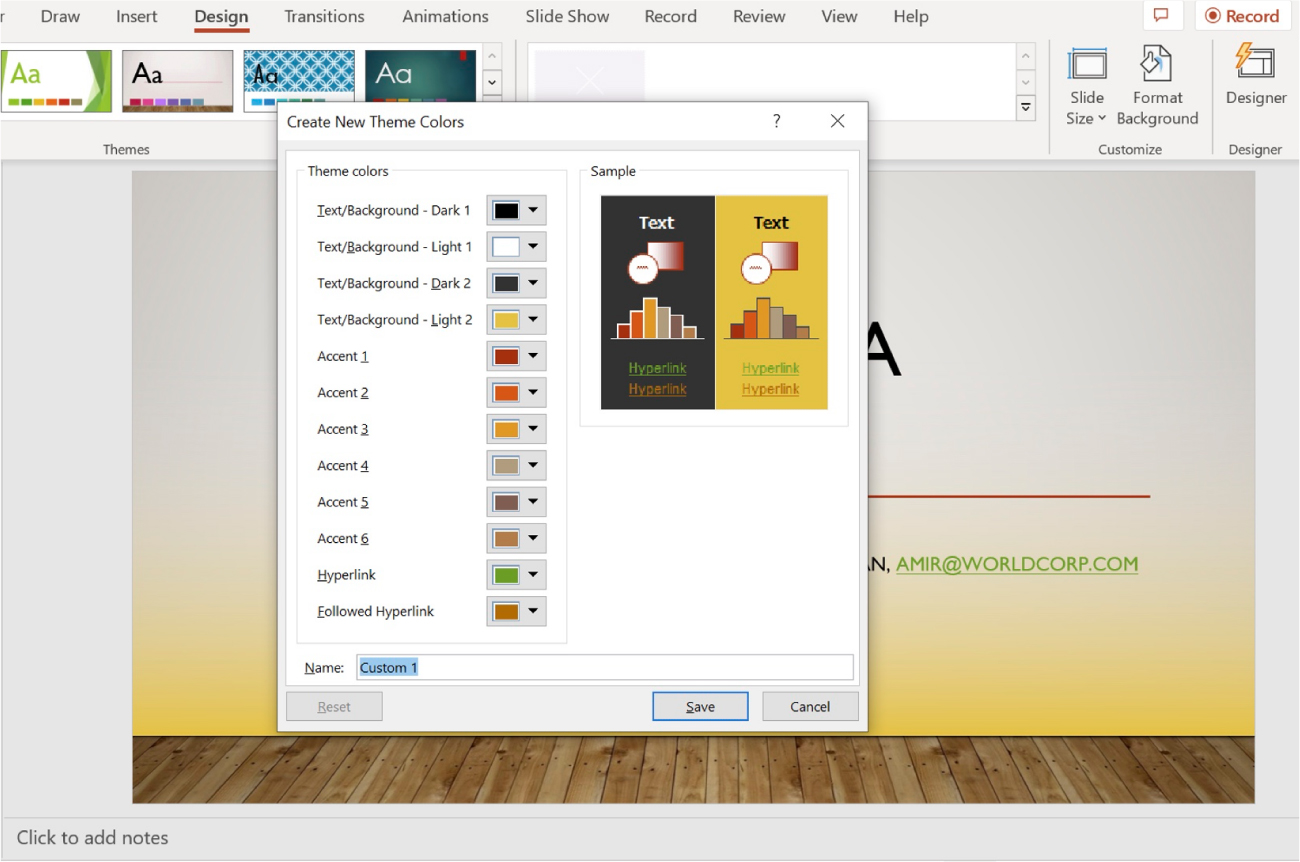 Draw Insert Design Transitions Animations Slide Show Record Review View Help Record
Aa Aa Aa Aa
Slide Size
Format Background
Designer
Themes Customize Designer
Create New Theme Colors ?
Theme colors
Text/Background - Dark 1
Text/Background - Light 1
Text/Background - Dark 2
Text/Background - Light 2
Accent 1
Accent 2
Accent 3
Accent 4
Accent 5
Accent 6
Hyperlink
Followed Hyperlink
Sample
Text Text
Hyperlink Hyperlink
Hyperlink Hyperlink
Name: Custom 1
Reset Save Cancel
A
AN, AMIR@WORLDCORP.COM
Click to add notes